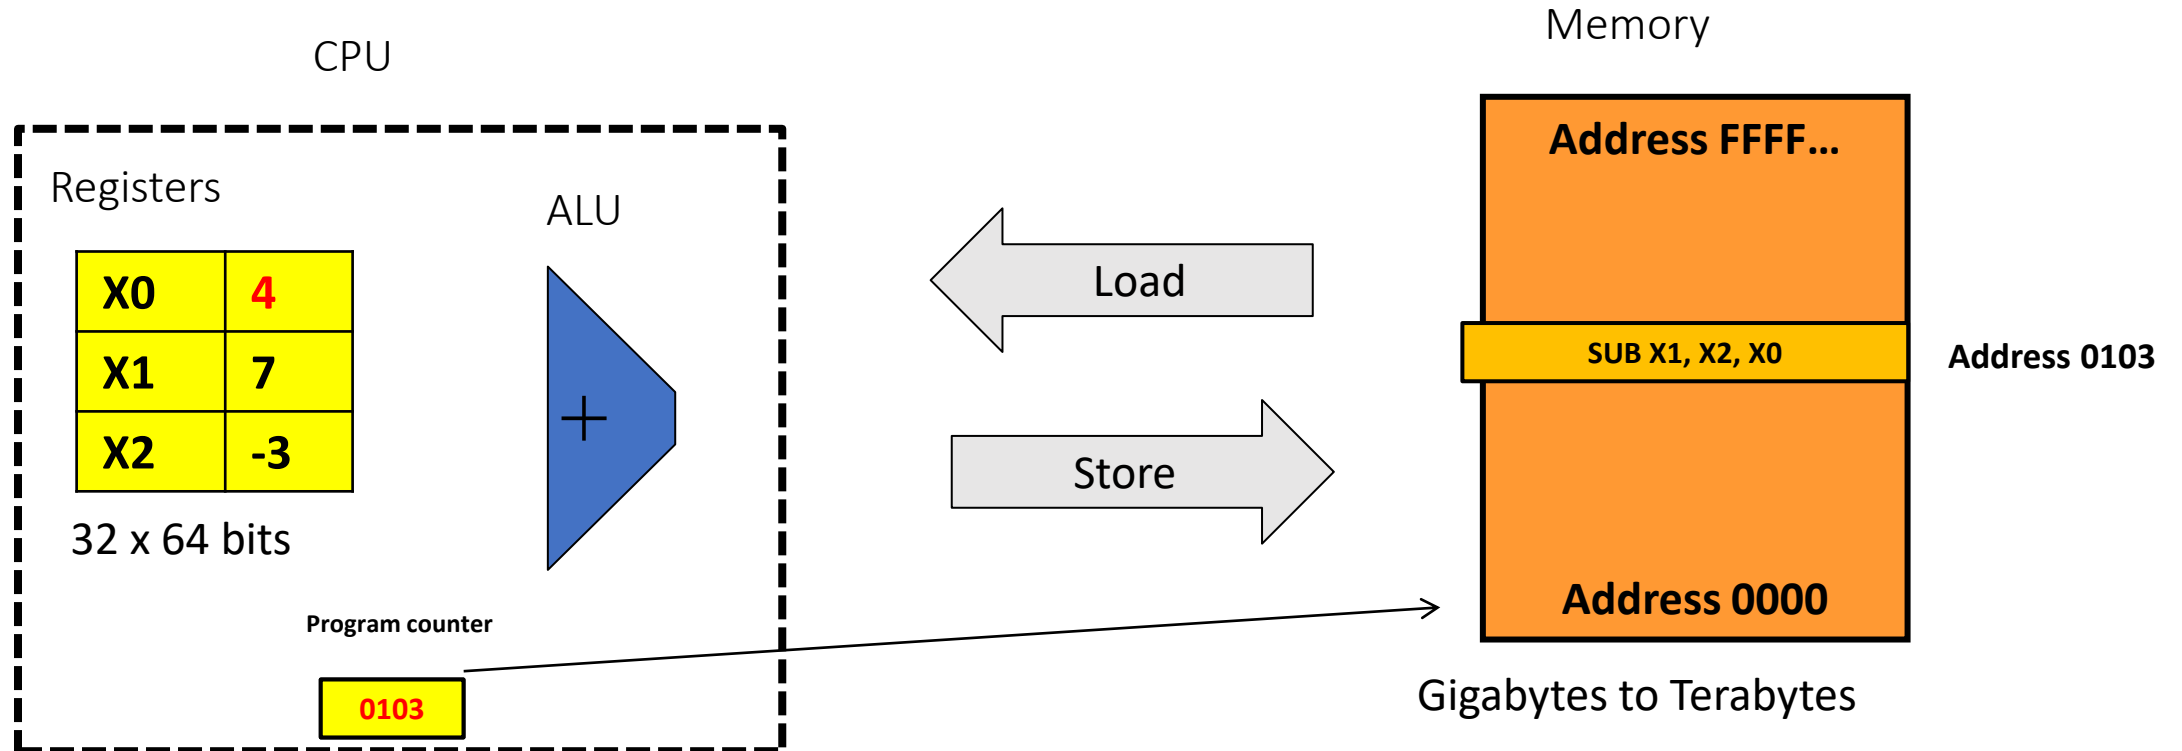 CPU
Memory
Registers
ALU
X0 4
X1 7
X2 -3
32 x 64 bits
+
Program counter
0103
Load
Store
Address FFFF...
SUB X1, X2, X0
Address 0103
Address 0000
Gigabytes to Terabytes